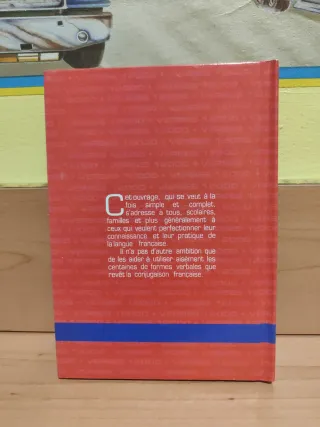 Cet ouvrage, qui se veut à la
fois simple et complet,
s'adresse à tous, scolaires,
familles et plus généralement à
ceux qui veulent perfectionner leur
connaissance et leur pratique de
la langue française.
Il n'a pas d'autre ambition que
de les aider à utiliser aisément les
centaines de formes verbales que
revêt la conjugaison française.